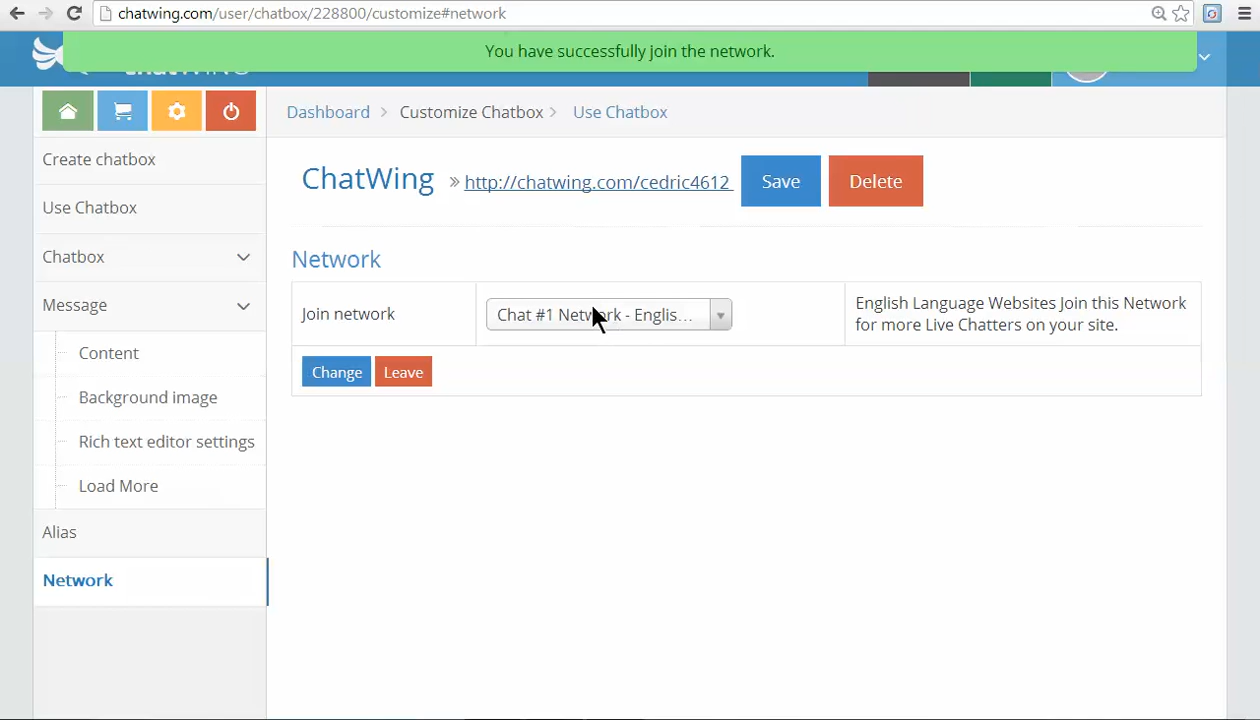 chatwing.com/user/chatbox/228800/customize#network
You have successfully join the network.
Dashboard > Customize Chatbox > Use Chatbox
Create chatbox
Use Chatbox
Chatbox
Message
Content
Background image
Rich text editor settings
Load More
Alias
Network
ChatWing » http://chatwing.com/cedric4612 Save Delete
Network
Join network
Chat #1 Network - Englis...
English Language Websites Join this Network
for more Live Chatters on your site.
Change Leave